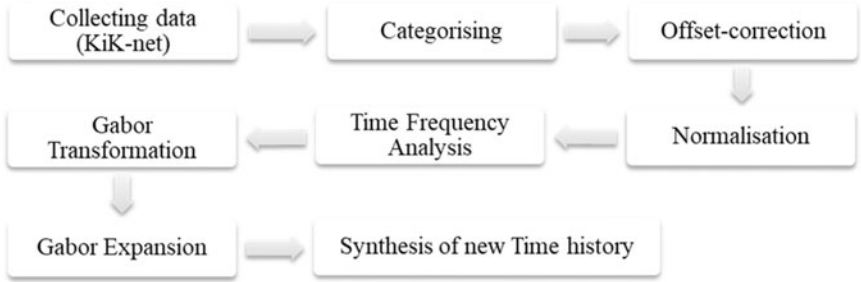 Collecting data
(KiK-net)
Categorising
Offset-correction
Normalisation
Time Frequency
Analysis
Gabor
Transformation
Gabor Expansion
Synthesis of new Time history